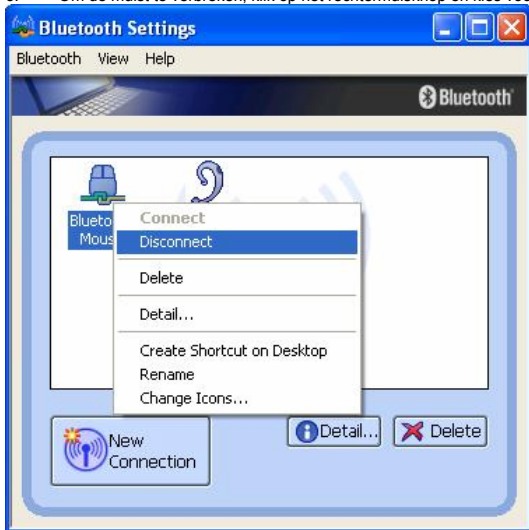 Bluetooth Settings
Bluetooth View Help
Bluetooth
Blueto
Mous
Connect
Disconnect
Delete
Detail...
Create Shortcut on Desktop
Rename
Change Icons...
New
Connection
Detail...
Delete